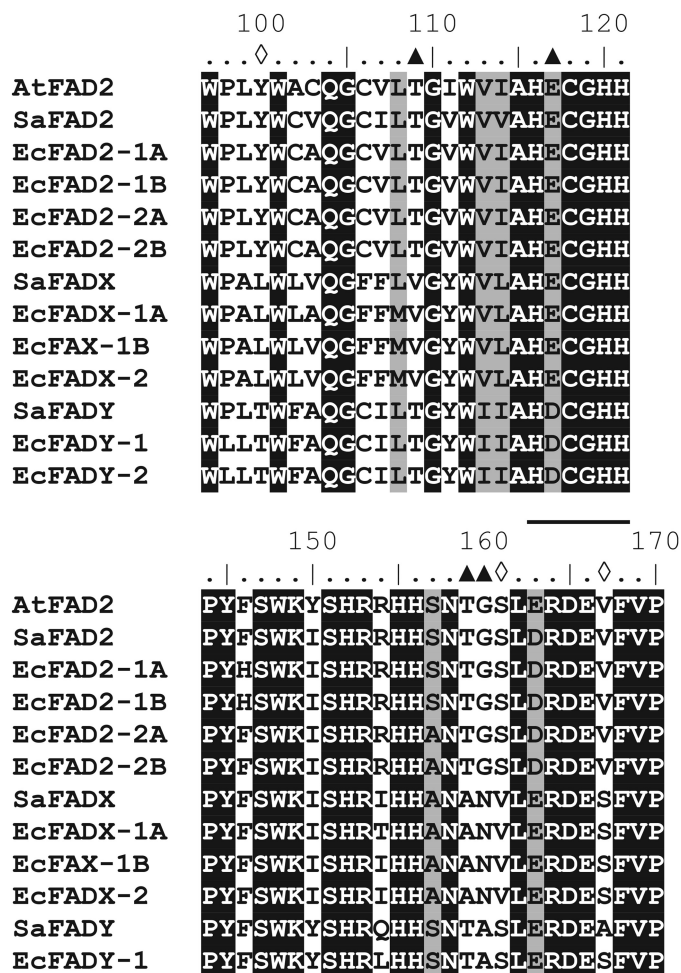 100 110 120
...◊....|...▲|....|.▲..|.
AtFAD2 WPLYWACQGCVLTGIWVIAHECGHH
SaFAD2 WPLYWCVQGCILTGVWVVAHECGHH
EcFAD2-1A WPLYWCAQGCVLTGVWVIAHECGHH
EcFAD2-1B WPLYWCAQGCVLTGVWVIAHECGHH
EcFAD2-2A WPLYWCAQGCVLTGVWVIAHECGHH
EcFAD2-2B WPLYWCAQGCVLTGVWVIAHECGHH
SaFADX WPALWLVQGFFLVGYWVLAHECGHH
EcFADX-1A WPALWLAQGFFMVGYWVLAHECGHH
EcFAX-1B WPALWLVQGFFMVGYWVLAHECGHH
EcFADX-2 WPALWLVQGFFMVGYWVLAHECGHH
SaFADY WPLTWFAQGCILTGYWIIAHDCGHH
EcFADY-1 WLLTWFAQGCILTGYWIIAHDCGHH
EcFADY-2 WLLTWFAQGCILTGYWIIAHDCGHH
150 160 170
.|....|....|...▲▲◊...|.◊..|
AtFAD2 PYFSWKYSHRRHHSNTGSLERDEVFVP
SaFAD2 PYFSWKISHRRHHSNTGSLDRDEVFVP
EcFAD2-1A PYHSWKISHRRHHSNTGSLDRDEVFVP
EcFAD2-1B PYHSWKISHRRHHSNTGSLDRDEVFVP
EcFAD2-2A PYFSWKISHRRHHANTGSLDRDEVFVP
EcFAD2-2B PYFSWKISHRRHHANTGSLDRDEVFVP
SaFADX PYFSWKISHRIHHANANVLERDESFVP
EcFADX-1A PYFSWKISHRTHHANANVLERDESFVP
EcFAX-1B PYFSWKISHRIHHANANVLERDESFVP
EcFADX-2 PYFSWKISHRIHHANANVLERDESFVP
SaFADY PYFSWKYSHRQHHSNTASLERDEAFVP
EcFADY-1 PYFSWKYSHRLHHSNTASLERDESFVP